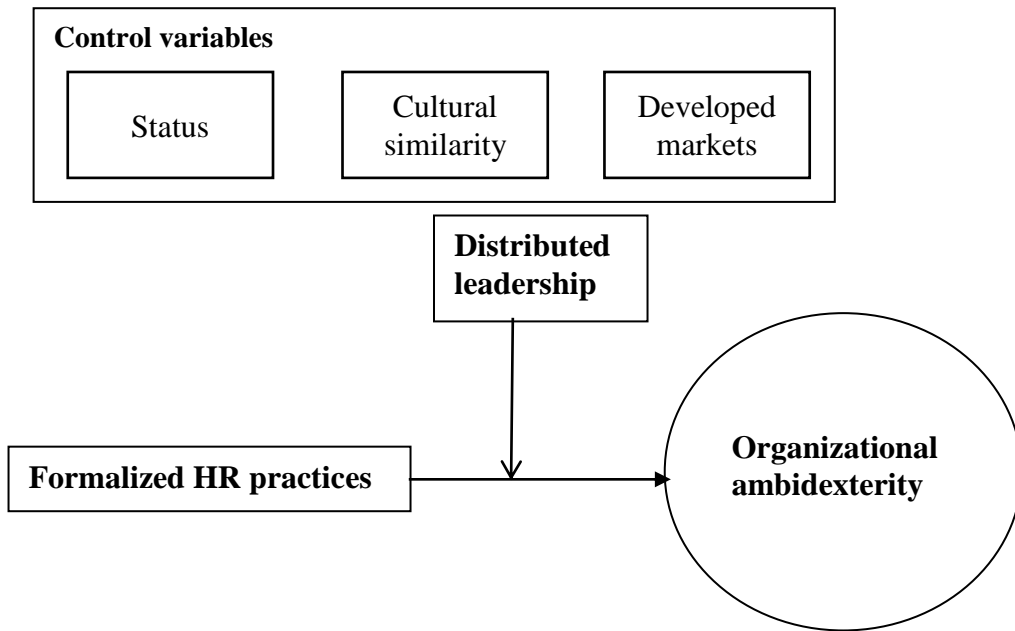 Control variables
Status
Cultural
similarity
Developed
markets
Distributed
leadership
Formalized HR practices
Organizational
ambidexterity